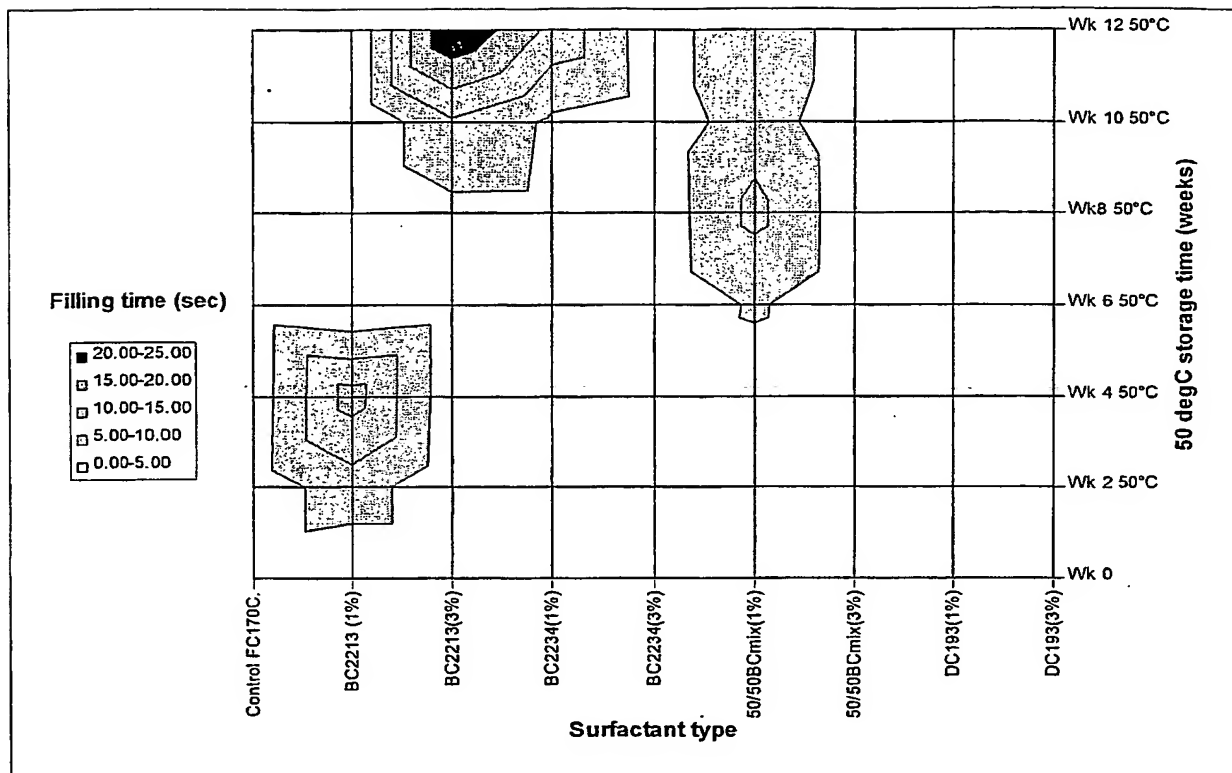 Wk 12 50°C
Wk 10 50°C
Wk8 50°C
Wk 6 50°C
Wk 4 50°C
Wk 2 50°C
Wk 0
50 degC storage time (weeks)
Filling time (sec)
20.00-25.00
15.00-20.00
10.00-15.00
5.00-10.00
0.00-5.00
Control FC170C.
BC2213 (1%)
BC2213(3%)
BC2234(1%)
BC2234(3%)
50/50BCmix(1%)
50/50BCmix(3%)
DC193(1%)
DC193(3%)
Surfactant type